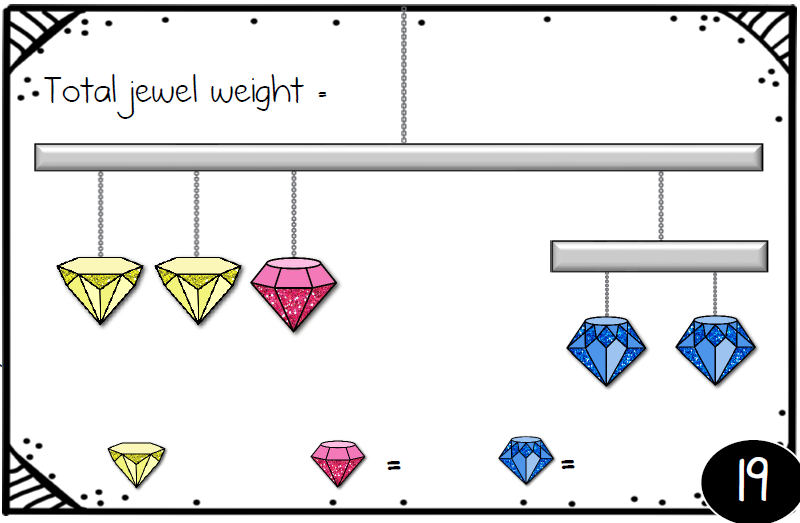 Total jewel weight =
= =
19